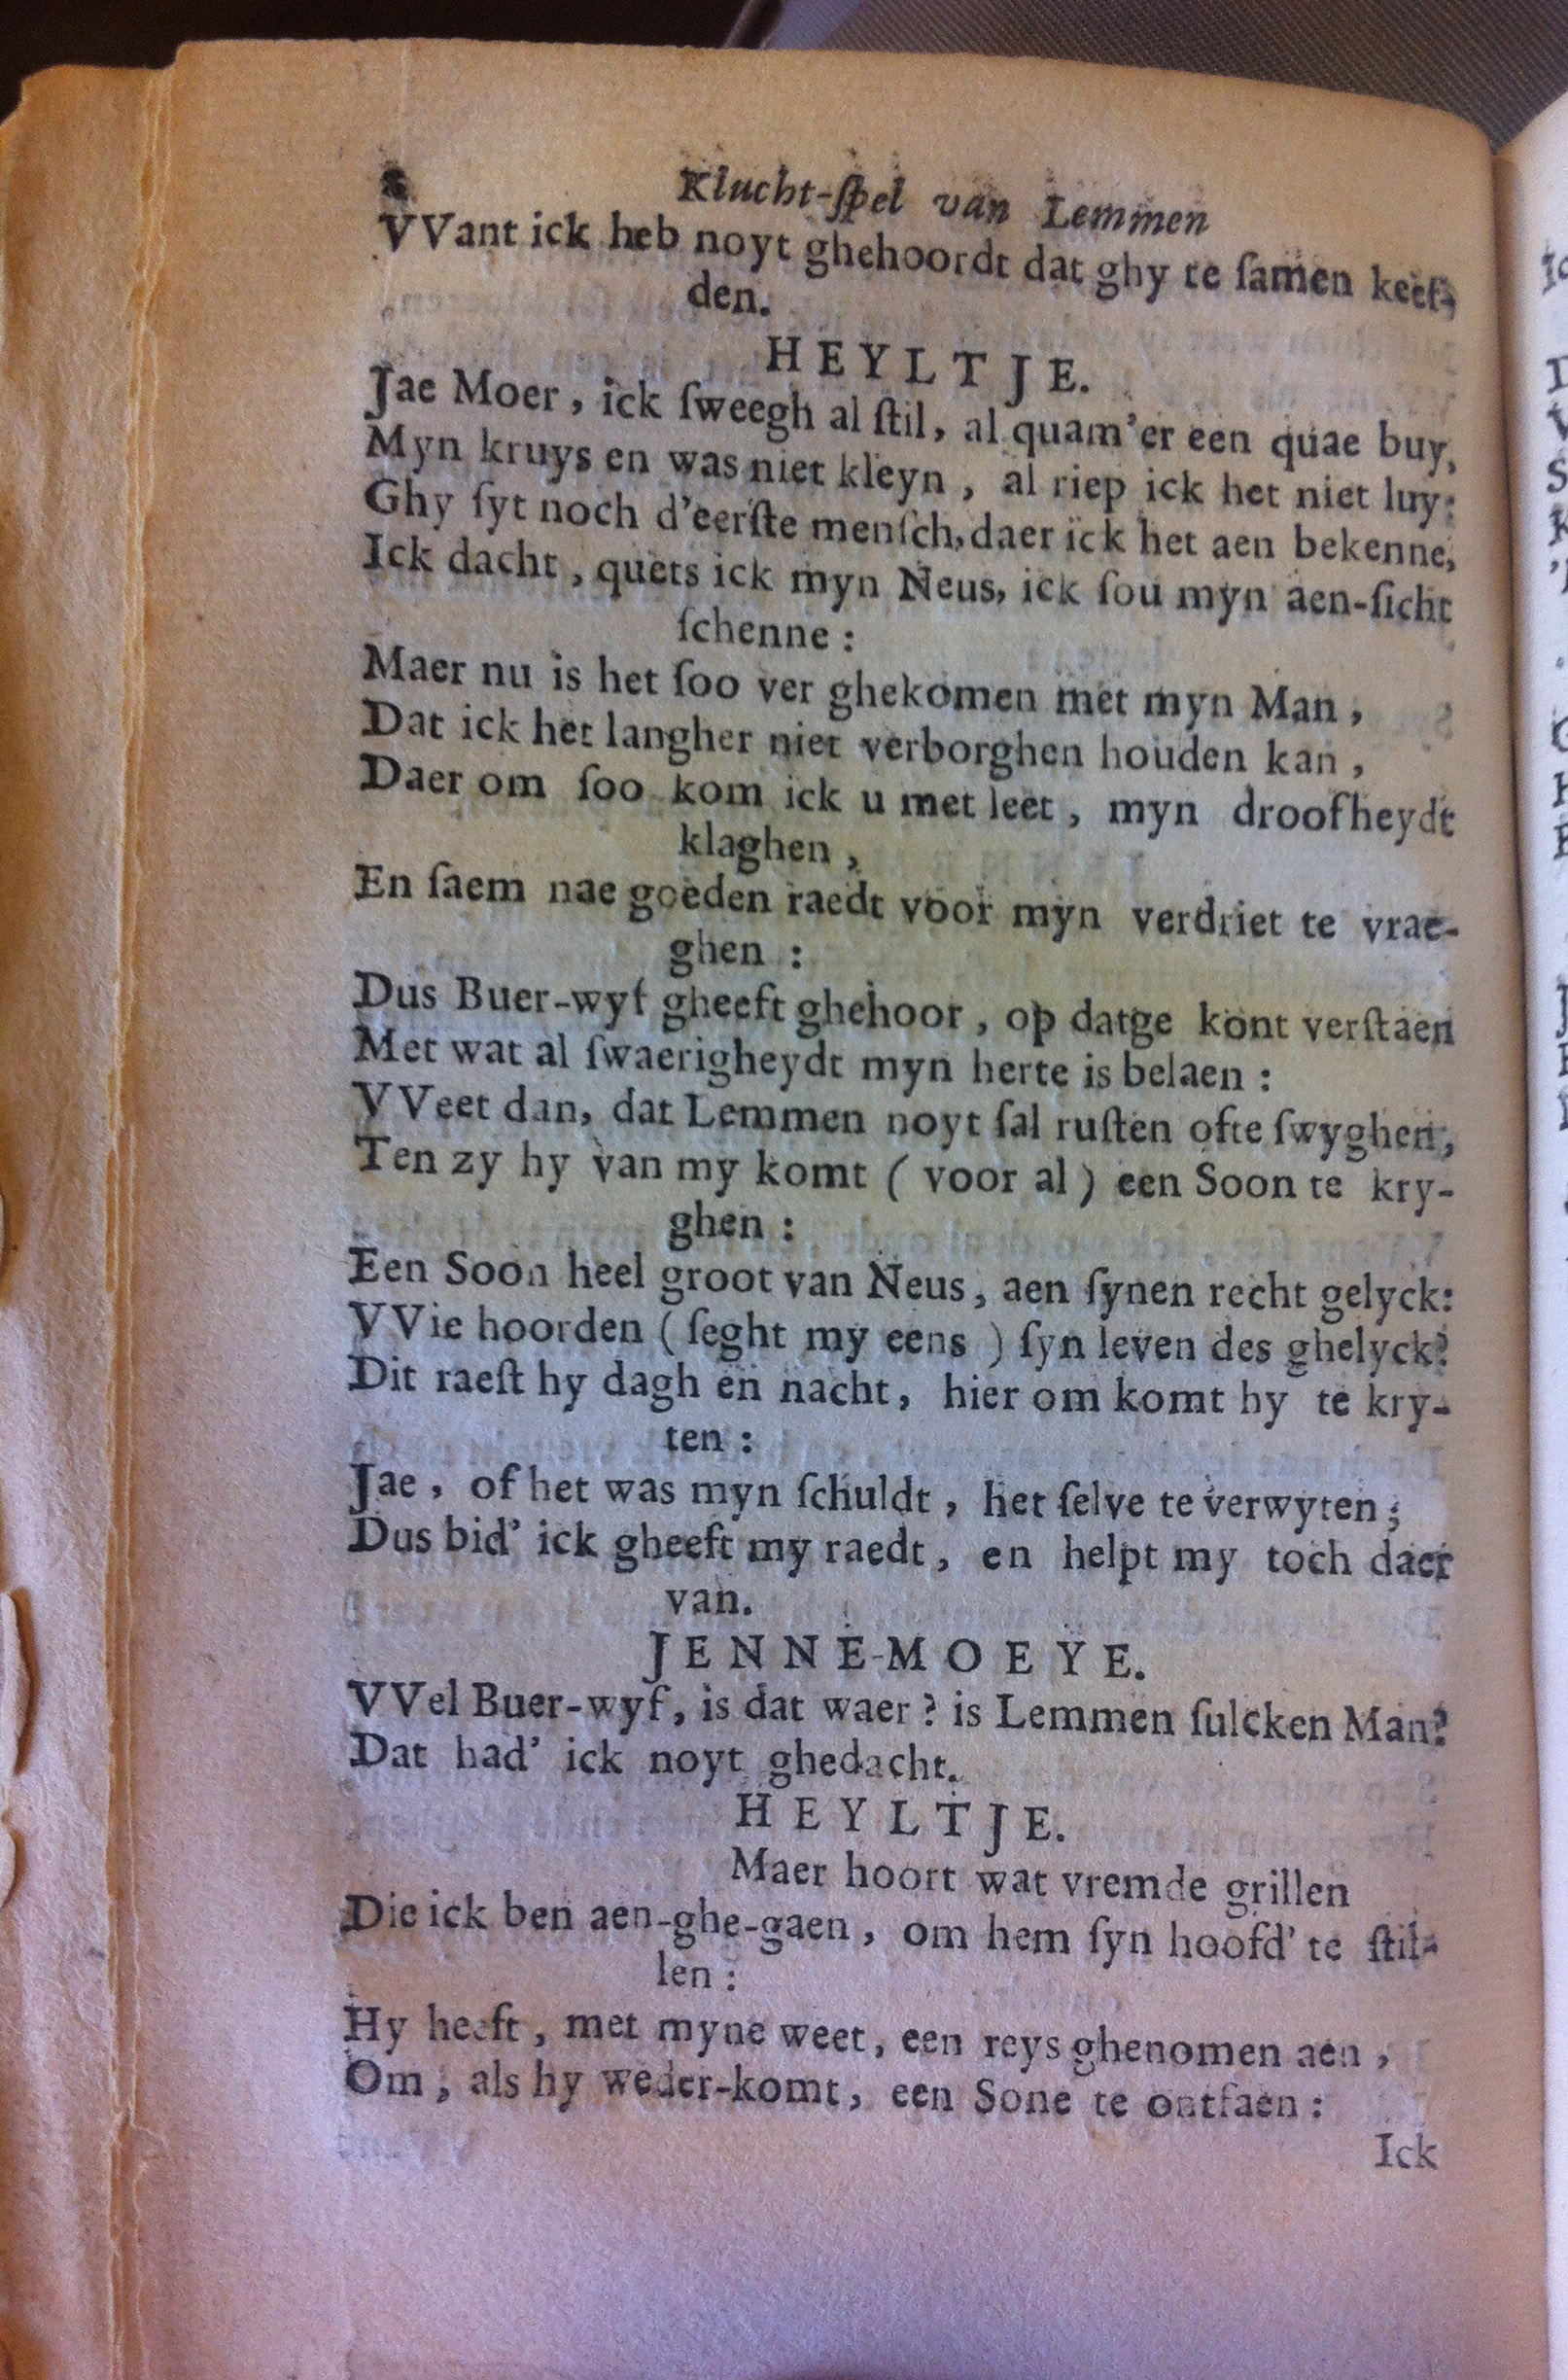 8 Klucht-ſpel van Lemmen
VVant ick heb noyt ghehoordt dat ghy te ſamen keef-
den.
HEYLTJE.
Jae Moer, ick ſweegh al ſtil, al quam'er een quae buy,
Myn kruys en was niet kleyn, al riep ick het niet luy:
Ghy ſyt noch d'eerſte menſch, daer ick het aen bekenne,
Ick dacht, quets ick myn Neus, ick ſou myn aen-ſicht
ſchenne:
Maer nu is het ſoo ver ghekomen met myn Man,
Dat ick het langher niet verborghen houden kan,
Daer om ſoo kom ick u met leet, myn droofheydt
klaghen,
En ſaem nae goeden raedt voor myn verdriet te vrae-
ghen:
Dus Buer-wyf gheeft ghehoor, op datge kont verſtaen
Met wat al ſwaerigheydt myn herte is belaen:
VVeet dan, dat Lemmen noyt ſal ruſten ofte ſwyghen,
Ten zy hy van my komt (voor al) een Soon te kry-
ghen:
Een Soon heel groot van Neus, aen ſynen recht gelyck:
VVie hoorden (ſeght my eens) ſyn leven des ghelyck?
Dit raeſt hy dagh en nacht, hier om komt hy te kry-
ten:
Jae, of het was myn ſchuldt, het ſelve te verwyten;
Dus bid' ick gheeft my raedt, en helpt my toch daer
van.
JENNE-MOEYE.
VVel Buer-wyf, is dat waer? is Lemmen ſulcken Man?
Dat had' ick noyt ghedacht.
HEYLTJE.
Maer hoort wat vremde grillen
Die ick ben aen-ghe-gaen, om hem ſyn hoofd' te ſtil-
len:
Hy heeft, met myne weet, een reys ghenomen aen,
Om, als hy weder-komt, een Sone te ontfaen:
Ick